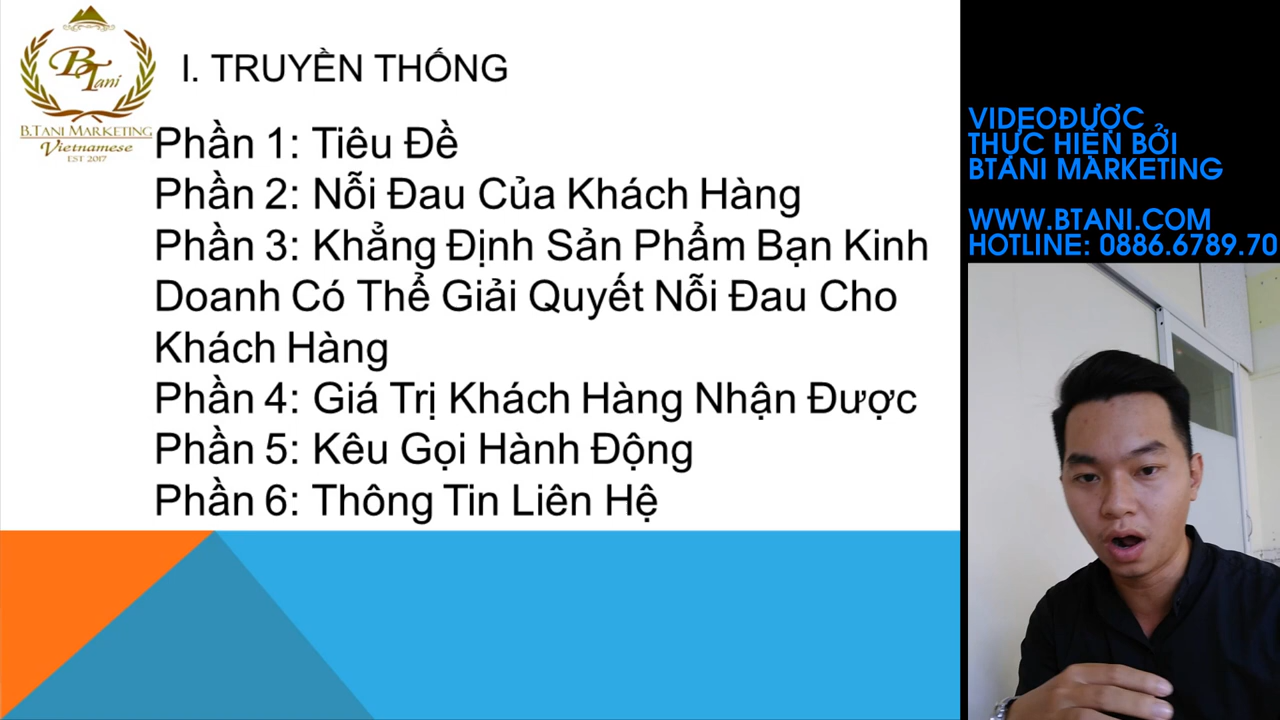 B.Tani
B.TANI MARKETING
Vietnamese
EST 2017
I. TRUYỀN THỐNG
Phần 1: Tiêu Đề
Phần 2: Nỗi Đau Của Khách Hàng
Phần 3: Khẳng Định Sản Phẩm Bạn Kinh
Doanh Có Thể Giải Quyết Nỗi Đau Cho
Khách Hàng
Phần 4: Giá Trị Khách Hàng Nhận Được
Phần 5: Kêu Gọi Hành Động
Phần 6: Thông Tin Liên Hệ
VIDEOĐƯỢC
THỰC HIỆN BỞI
BTANI MARKETING
WWW.BTANI.COM
HOTLINE: 0886.6789.70